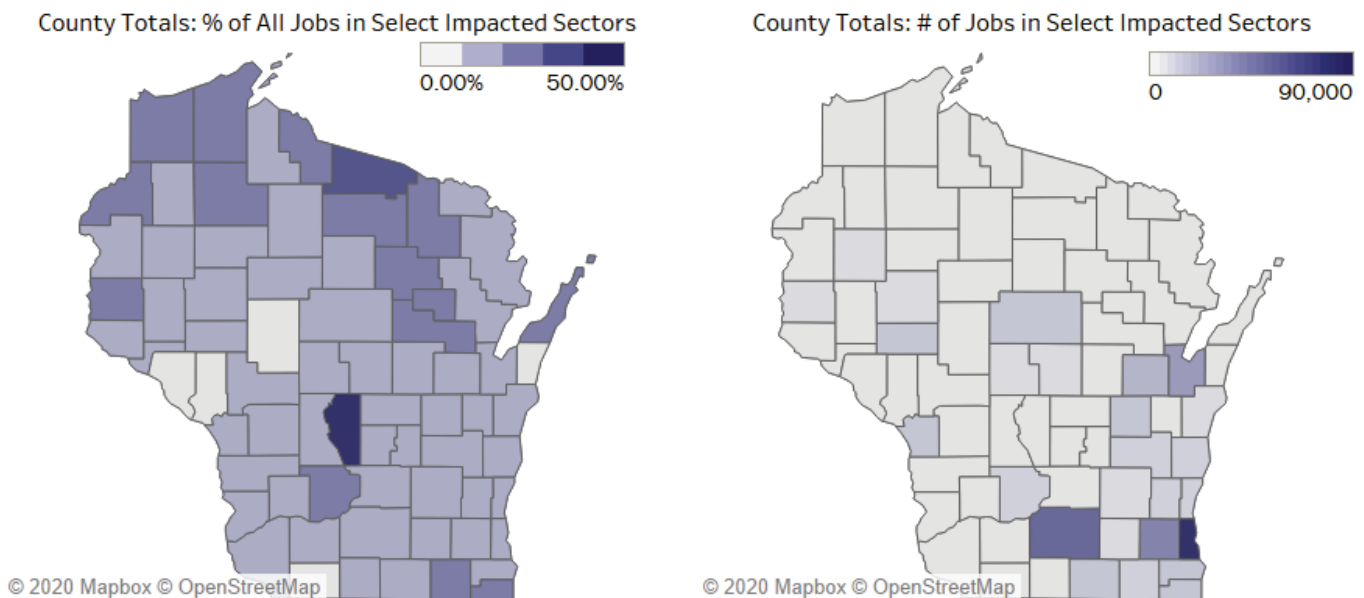 County Totals: % of All Jobs in Select Impacted Sectors
0.00% 50.00%
© 2020 Mapbox © OpenStreetMap
County Totals: # of Jobs in Select Impacted Sectors
0 90,000
© 2020 Mapbox © OpenStreetMap